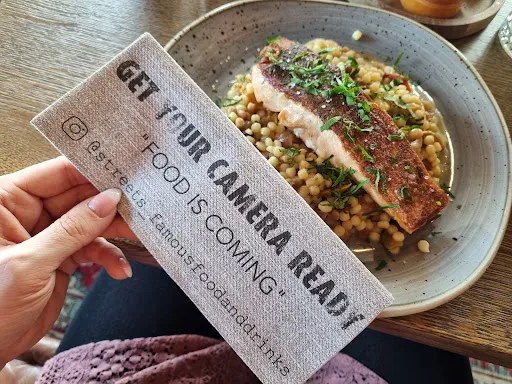 GET YOUR CAMERA READY
"FOOD IS COMING"
@streets_famousfoodanddrinks